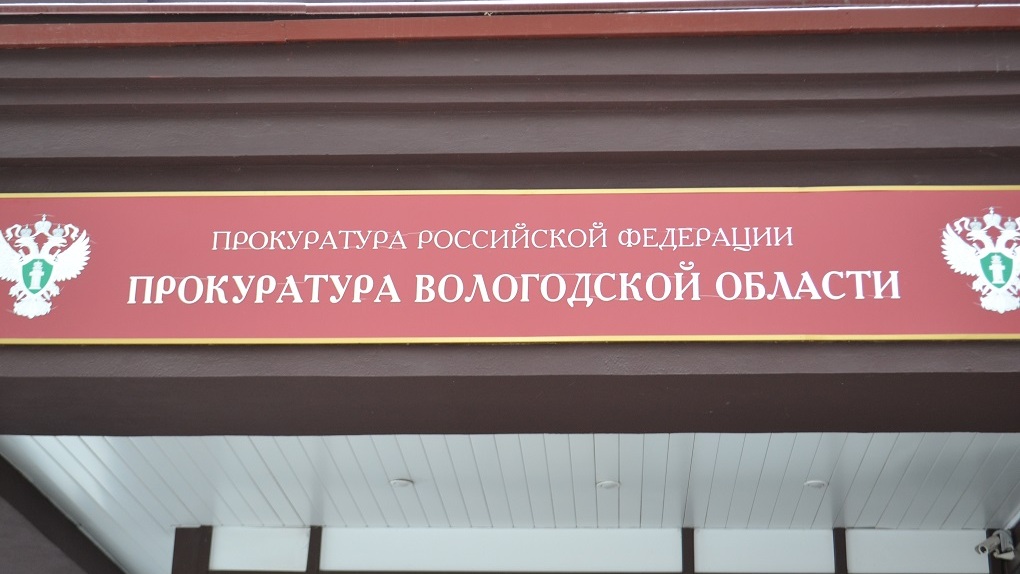 ПРОКУРАТУРА РОССИЙСКОЙ ФЕДЕРАЦИИ
ПРОКУРАТУРА ВОЛОГОДСКОЙ ОБЛАСТИ